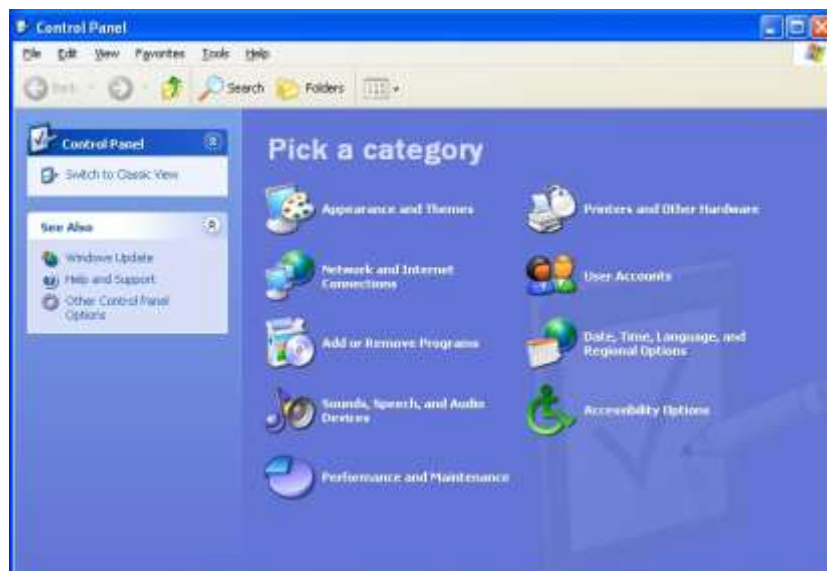 Control Panel
File Edit View Favorites Tools Help
Back Search Folders
Control Panel
Switch to Classic View
See Also
Windows Update
Help and Support
Other Control Panel
Options
Pick a category
Appearance and Themes
Printers and Other Hardware
Network and Internet
Connections
User Accounts
Add or Remove Programs
Date, Time, Language, and
Regional Options
Sounds, Speech, and Audio
Devices
Accessibility Options
Performance and Maintenance